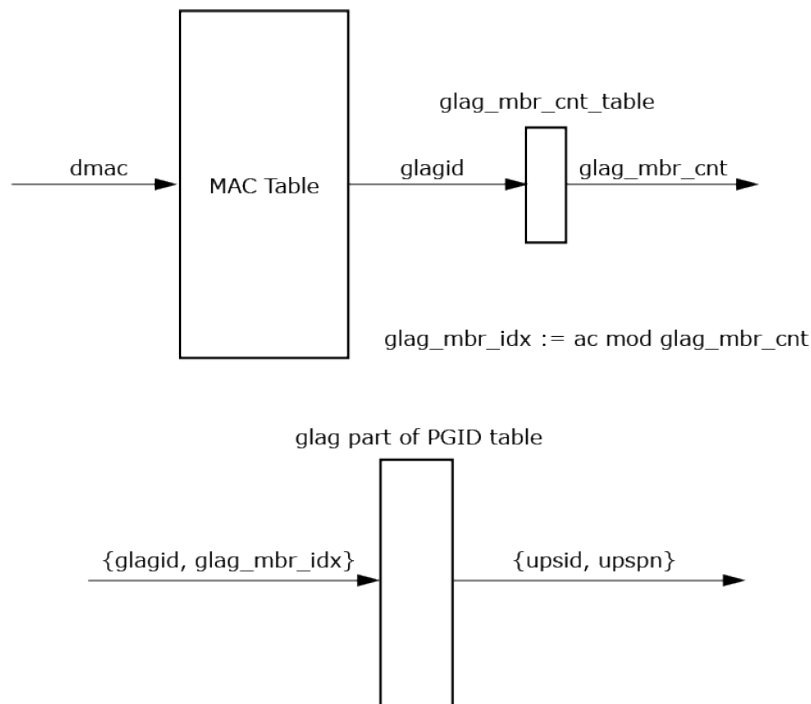 glag_mbr_cnt_table
dmac
MAC Table
glagid
glag_mbr_cnt
glag_mbr_idx := ac mod glag_mbr_cnt
glag part of PGID table
{glagid, glag_mbr_idx}
{upsid, upspn}